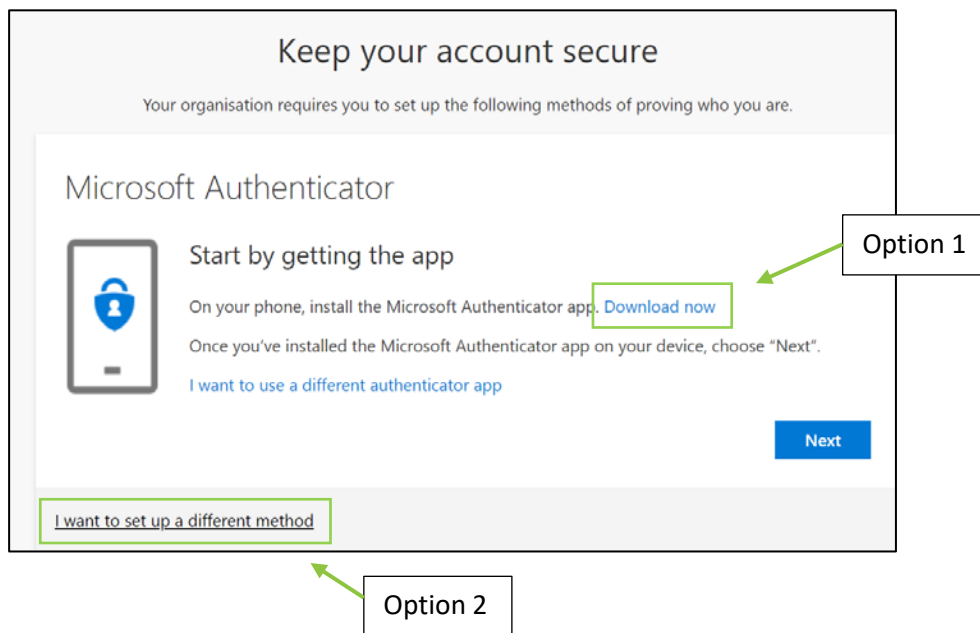 Keep your account secure
Your organisation requires you to set up the following methods of proving who you are.
Microsoft Authenticator
Start by getting the app
Option 1
On your phone, install the Microsoft Authenticator app. Download now
Once you've installed the Microsoft Authenticator app on your device, choose "Next".
I want to use a different authenticator app
Next
I want to set up a different method
Option 2